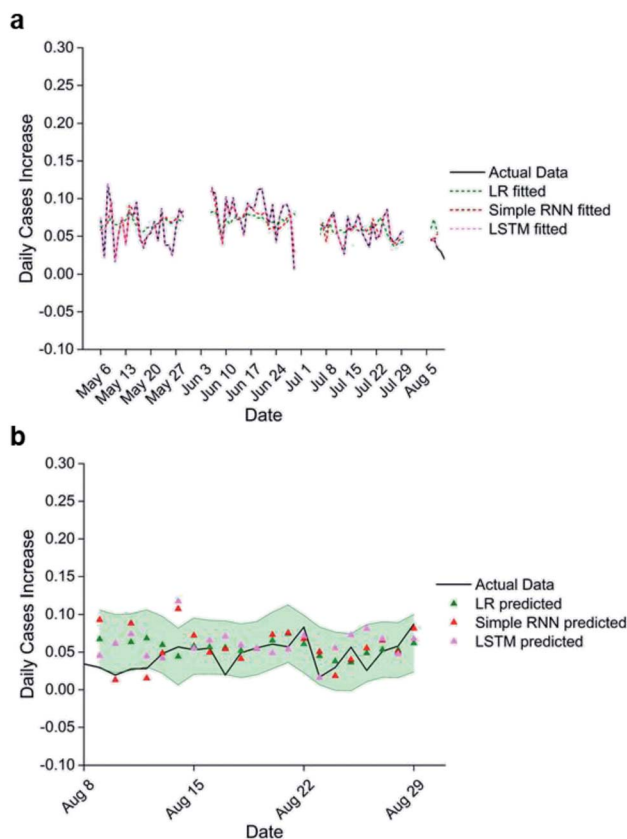 a
0.30
0.25
0.20
0.15
0.10
0.05
0.00
-0.05
-0.10
Daily Cases Increase
May 6
May 13
May 20
May 27
Jun 3
Jun 10
Jun 17
Jun 24
Jul 1
Jul 8
Jul 15
Jul 22
Jul 29
Aug 5
Date
Actual Data
LR fitted
Simple RNN fitted
LSTM fitted
b
0.30
0.25
0.20
0.15
0.10
0.05
0.00
-0.05
-0.10
Daily Cases Increase
Aug 8
Aug 15
Aug 22
Aug 29
Date
Actual Data
LR predicted
Simple RNN predicted
LSTM predicted